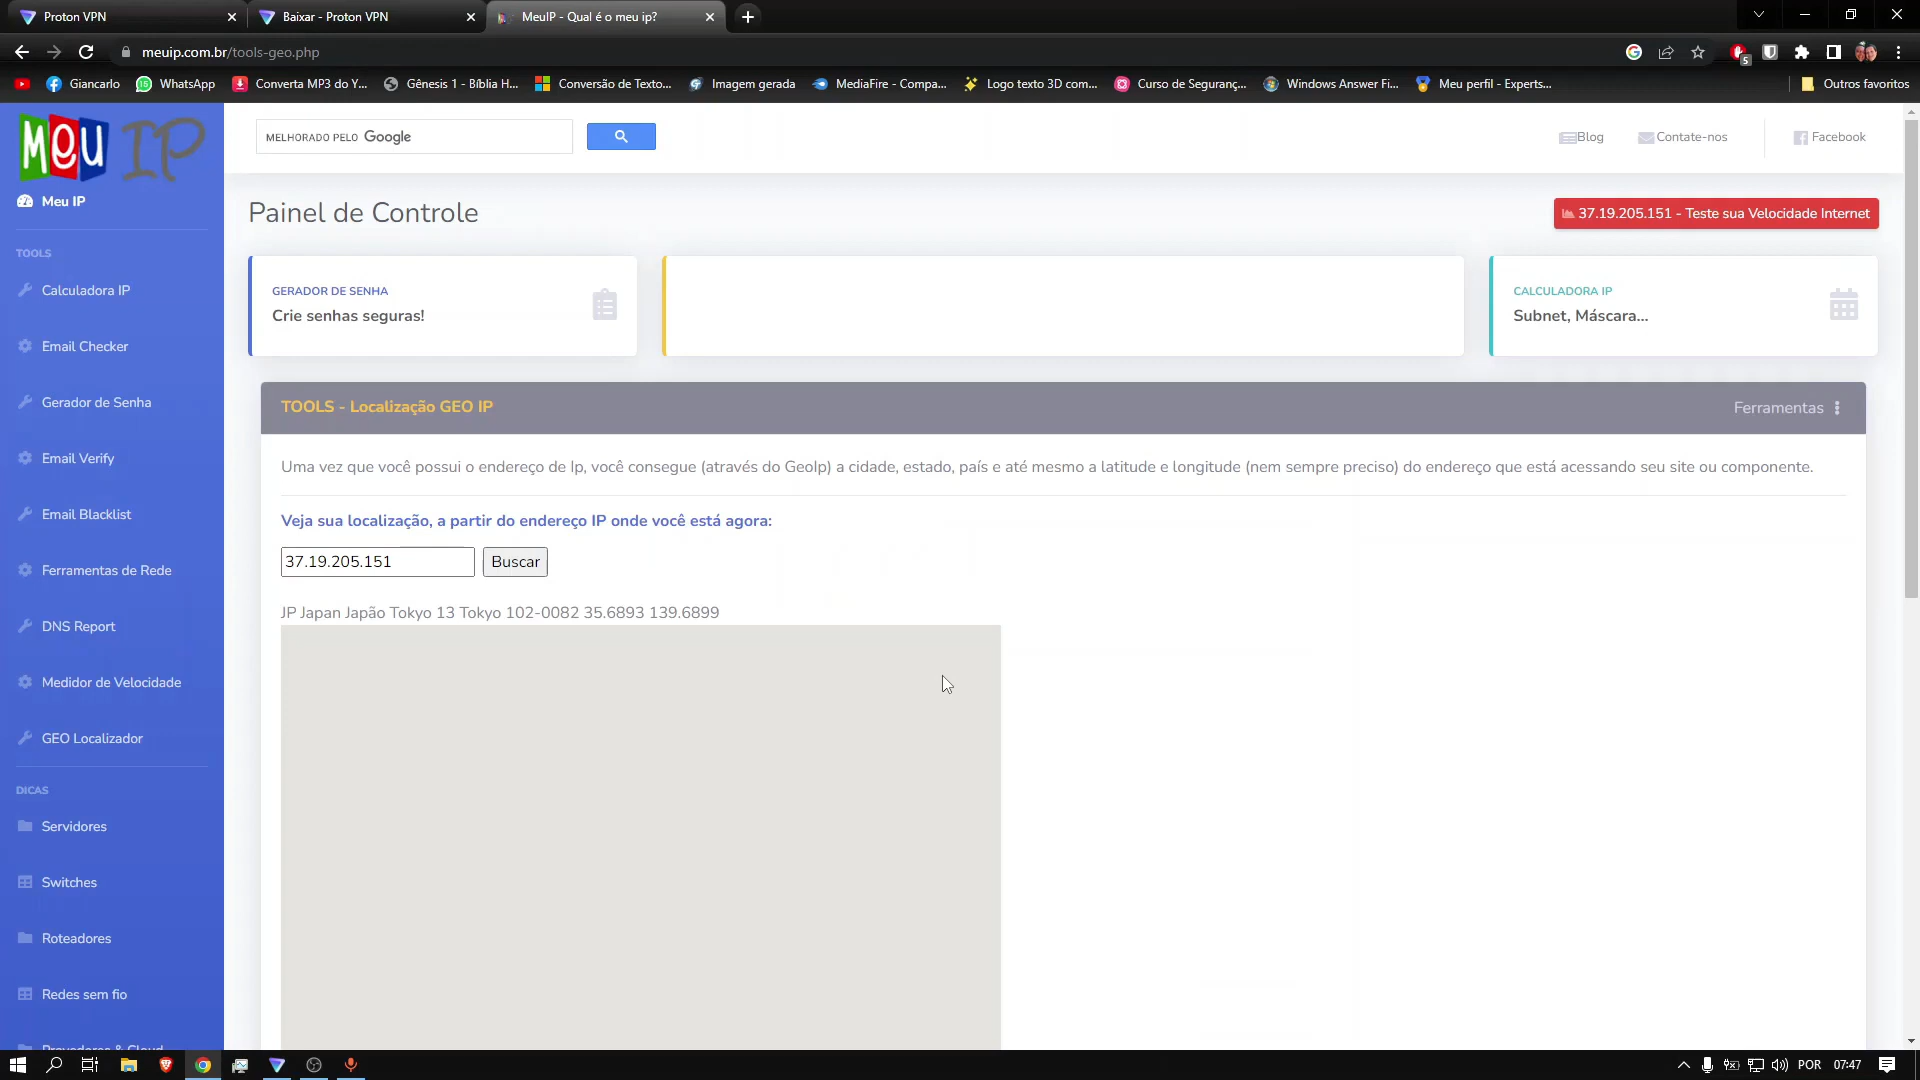 Proton VPN
Baixar - Proton VPN
MeuIP - Qual é o meu ip?
meuip.com.br/tools-geo.php
5
Giancarlo
WhatsApp
Converta MP3 do Y...
Gênesis 1 - Bíblia H...
Conversão de Texto...
Imagem gerada
MediaFire - Compa...
Logo texto 3D com...
Curso de Seguranç...
Windows Answer Fi...
Meu perfil - Experts...
Outros favoritos
Meu IP
MELHORADO PELO Google
Blog
Contate-nos
Facebook
Meu IP
TOOLS
Calculadora IP
Email Checker
Gerador de Senha
Email Verify
Email Blacklist
Ferramentas de Rede
DNS Report
Medidor de Velocidade
GEO Localizador
DICAS
Servidores
Switches
Roteadores
Redes sem fio
Provedores & Cloud
Painel de Controle
37.19.205.151 - Teste sua Velocidade Internet
GERADOR DE SENHA
Crie senhas seguras!
CALCULADORA IP
Subnet, Máscara...
TOOLS - Localização GEO IP
Ferramentas
Uma vez que você possui o endereço de Ip, você consegue (através do GeoIp) a cidade, estado, país e até mesmo a latitude e longitude (nem sempre preciso) do endereço que está acessando seu site ou componente.
Veja sua localização, a partir do endereço IP onde você está agora:
37.19.205.151
Buscar
JP Japan Japão Tokyo 13 Tokyo 102-0082 35.6893 139.6899
POR
07:47